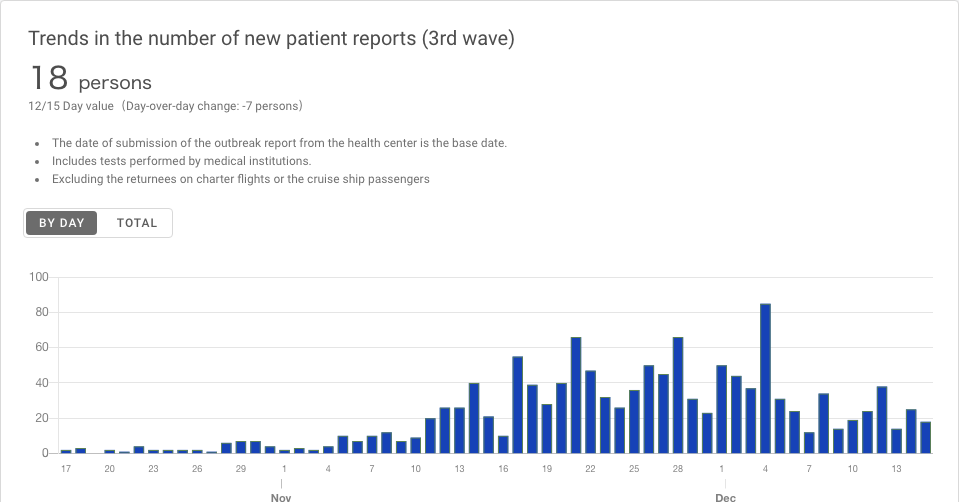 Trends in the number of new patient reports (3rd wave)
18 persons
12/15 Day value（Day-over-day change: -7 persons）
• The date of submission of the outbreak report from the health center is the base date.
• Includes tests performed by medical institutions.
• Excluding the returnees on charter flights or the cruise ship passengers
BY DAY TOTAL
100
80
60
40
20
0
17 20 23 26 29 1 4 7 10 13 16 19 22 25 28 1 4 7 10 13
Nov Dec